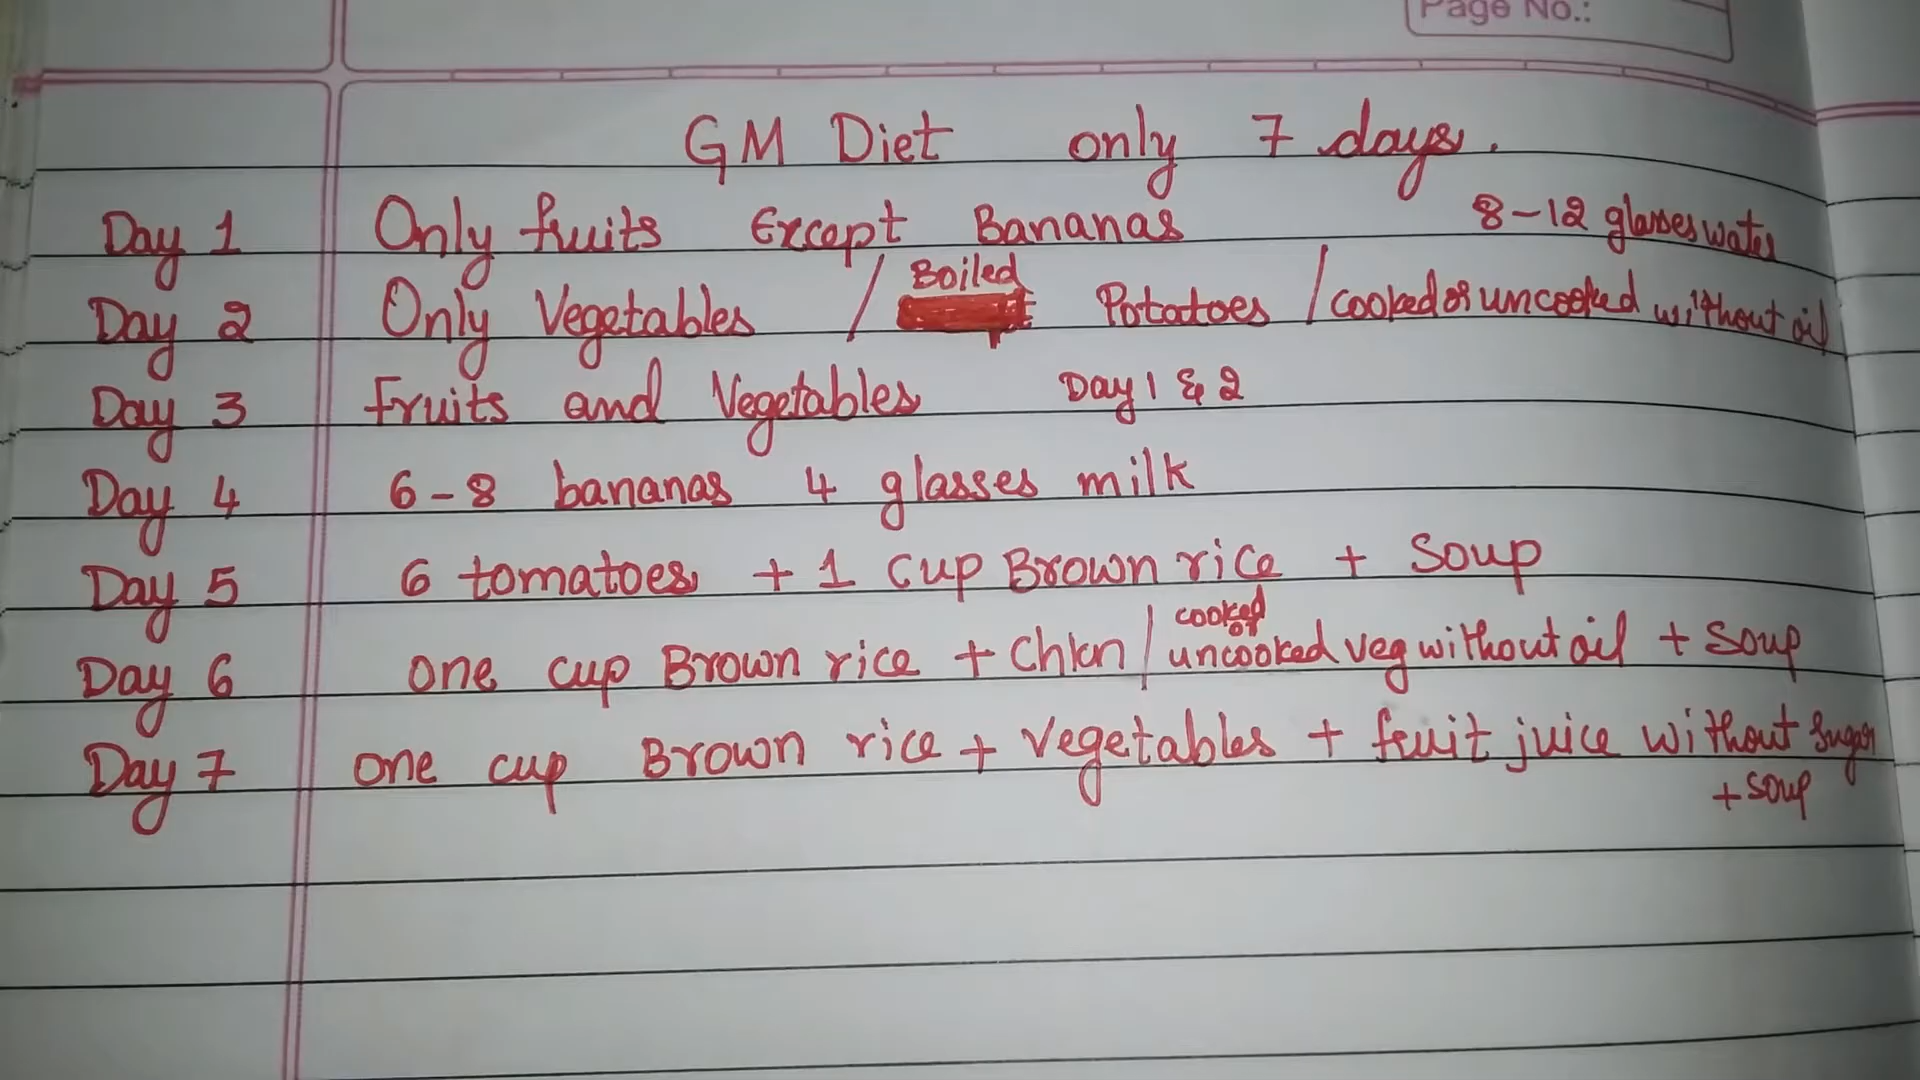 Page No.:
GM Diet only 7 days.
Day 1 Only fruits Except Bananas 8-12 glasses water
Day 2 Only Vegetables / Boiled Potatoes / cooked or uncooked without oil
Day 3 Fruits and Vegetables Day 1 & 2
Day 4 6-8 bananas 4 glasses milk
Day 5 6 tomatoes + 1 cup Brown rice + Soup
Day 6 one cup Brown rice + Chkn / cooked or uncooked veg without oil + Soup
Day 7 one cup Brown rice + Vegetables + fruit juice without Sugar
+ soup